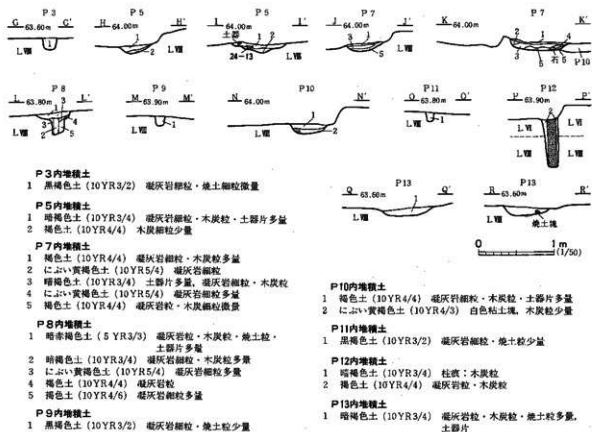 P3
P5
P5
P7
P7
G 63.60m G'
H 64.00m H'
I 64.00m I'
J 64.00m J'
K 64.00m K'
土器
24-13
石5
LⅧ
P8
P9
P10
P11
P12
L 63.80m L'
M 63.90m M'
N 64.00m N'
O 63.80m O'
P 63.90m P'
LⅧ
LⅧ
LⅧ
LⅧ
LⅥ
LⅦ
P13
P13
Q 63.60m Q'
R 63.60m R'
LⅧ
LⅧ
焼土塊
0 1m
(1/50)
P3内堆積土
1 黒褐色土(10YR3/2) 凝灰岩細粒・焼土細粒微量
P5内堆積土
1 暗褐色土(10YR3/4) 凝灰岩細粒・木炭粒・土器片多量
2 褐色土(10YR4/4) 木炭細粒少量
P7内堆積土
1 褐色土(10YR4/4) 凝灰岩細粒・木炭粒多量
2 にぶい黄褐色土(10YR5/4) 凝灰岩細粒
3 暗褐色土(10YR3/4) 土器片多量, 凝灰岩細粒・木炭粒
4 にぶい黄褐色土(10YR5/4) 凝灰岩細粒多量
5 褐色土(10YR4/4) 凝灰岩粒・木炭細粒微量
P8内堆積土
1 暗赤褐色土(5YR3/3) 凝灰岩粒・木炭粒・焼土粒・
土器片多量
2 暗褐色土(10YR3/4) 凝灰岩粒・木炭粒多量
3 にぶい黄褐色土(10YR5/4) 凝灰岩細粒多量
4 褐色土(10YR4/4) 凝灰岩粒
5 褐色土(10YR4/6) 凝灰岩細粒多量
P9内堆積土
1 黒褐色土(10YR3/2) 凝灰岩細粒・焼土粒少量
P10内堆積土
1 褐色土(10YR4/4) 凝灰岩細粒・木炭粒・土器片多量
2 にぶい黄褐色土(10YR4/3) 白色粘土塊, 木炭粒少量
P11内堆積土
1 黒褐色土(10YR3/2) 凝灰岩細粒・焼土粒少量
P12内堆積土
1 暗褐色土(10YR3/4) 柱痕:木炭粒
2 褐色土(10YR4/4) 凝灰岩粒・木炭粒
P13内堆積土
1 暗褐色土(10YR3/4) 凝灰岩粒・木炭粒・焼土粒多量,
土器片